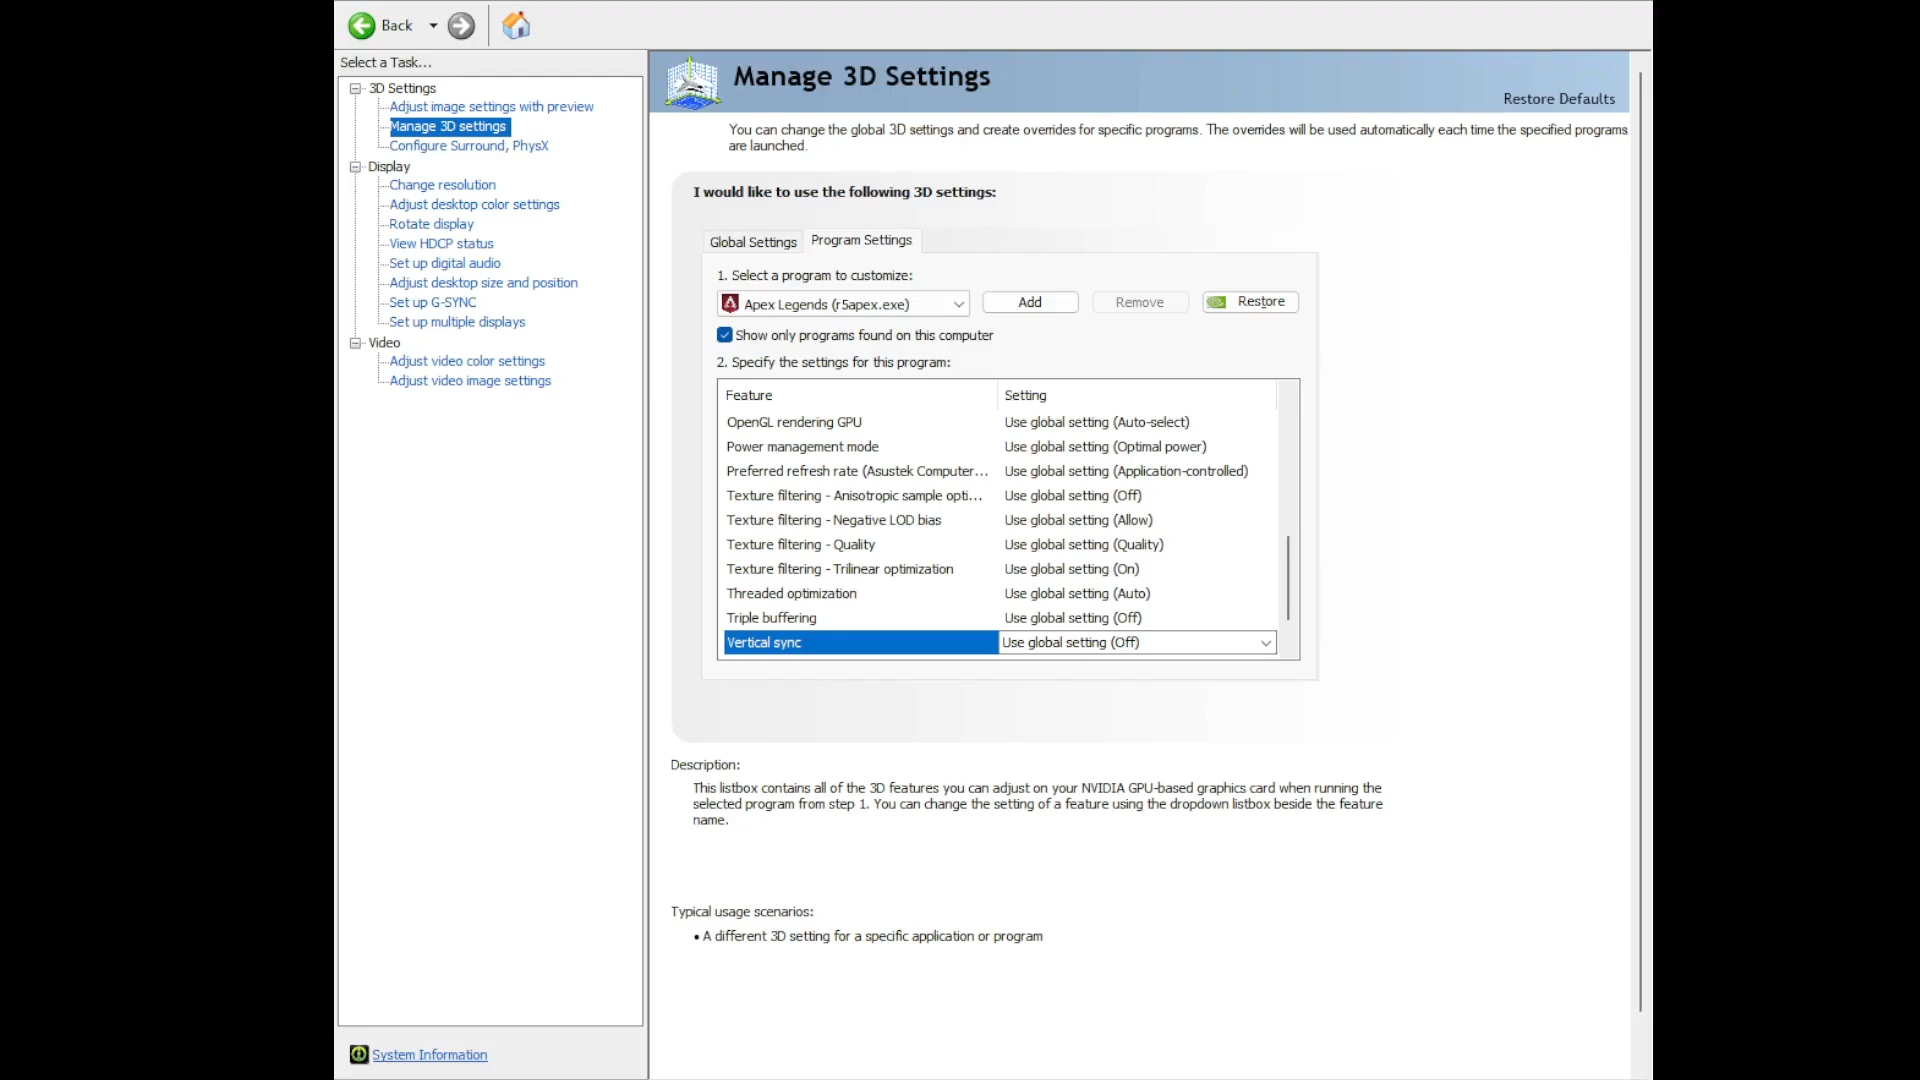 Back
Select a Task...
3D Settings
Adjust image settings with preview
Manage 3D settings
Configure Surround, PhysX
Display
Change resolution
Adjust desktop color settings
Rotate display
View HDCP status
Set up digital audio
Adjust desktop size and position
Set up G-SYNC
Set up multiple displays
Video
Adjust video color settings
Adjust video image settings
System Information
Manage 3D Settings
Restore Defaults
You can change the global 3D settings and create overrides for specific programs. The overrides will be used automatically each time the specified programs
are launched.
I would like to use the following 3D settings:
Global Settings Program Settings
1. Select a program to customize:
Apex Legends (r5apex.exe) Add Remove Restore
Show only programs found on this computer
2. Specify the settings for this program:
Feature Setting
OpenGL rendering GPU Use global setting (Auto-select)
Power management mode Use global setting (Optimal power)
Preferred refresh rate (Asustek Computer... Use global setting (Application-controlled)
Texture filtering - Anisotropic sample opti... Use global setting (Off)
Texture filtering - Negative LOD bias Use global setting (Allow)
Texture filtering - Quality Use global setting (Quality)
Texture filtering - Trilinear optimization Use global setting (On)
Threaded optimization Use global setting (Auto)
Triple buffering Use global setting (Off)
Vertical sync Use global setting (Off)
Description:
This listbox contains all of the 3D features you can adjust on your NVIDIA GPU-based graphics card when running the
selected program from step 1. You can change the setting of a feature using the dropdown listbox beside the feature
name.
Typical usage scenarios:
• A different 3D setting for a specific application or program